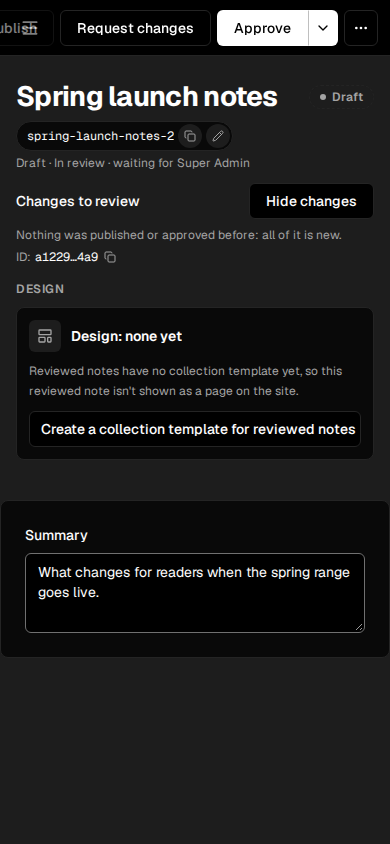 Request changes
Approve
Spring launch notes
Draft
spring-launch-notes-2
Draft · In review · waiting for Super Admin
Changes to review
Hide changes
Nothing was published or approved before: all of it is new.
ID: a1229…4a9
DESIGN
Design: none yet
Reviewed notes have no collection template yet, so this
reviewed note isn't shown as a page on the site.
Create a collection template for reviewed notes
Summary
What changes for readers when the spring range
goes live.